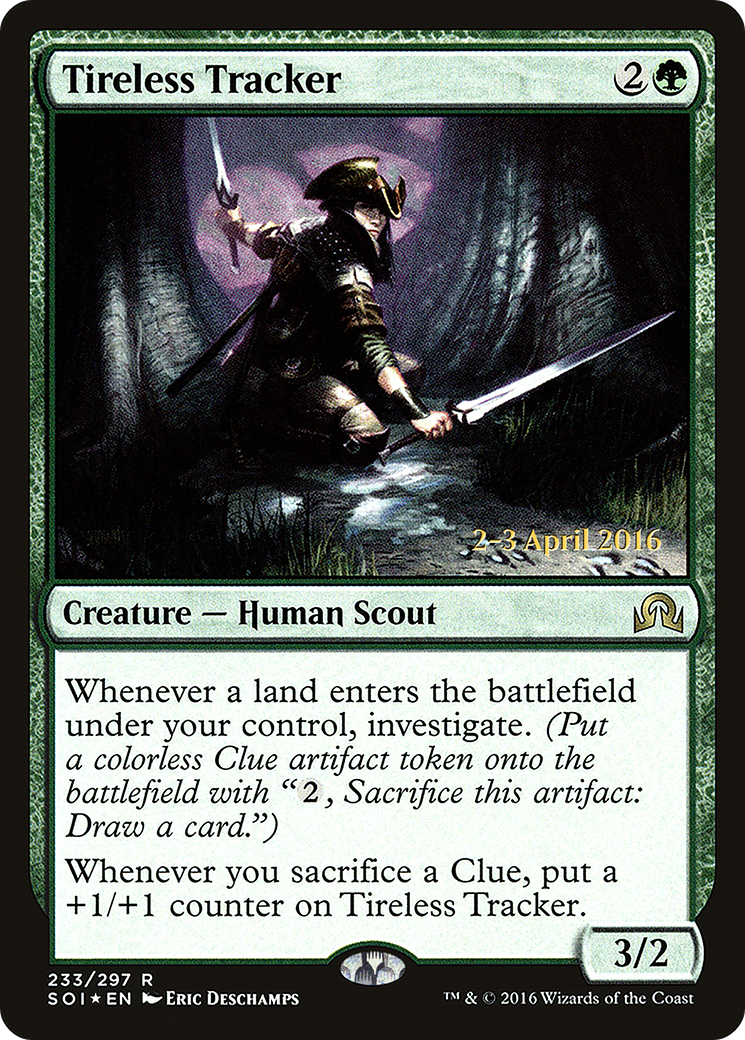 Tireless Tracker 2
2-3 April 2016
Creature — Human Scout
Whenever a land enters the battlefield
under your control, investigate. (Put
a colorless Clue artifact token onto the
battlefield with “2, Sacrifice this artifact:
Draw a card.”)
Whenever you sacrifice a Clue, put a
+1/+1 counter on Tireless Tracker.
3/2
233/297 R
SOI★EN Eric Deschamps
™ & © 2016 Wizards of the Coast